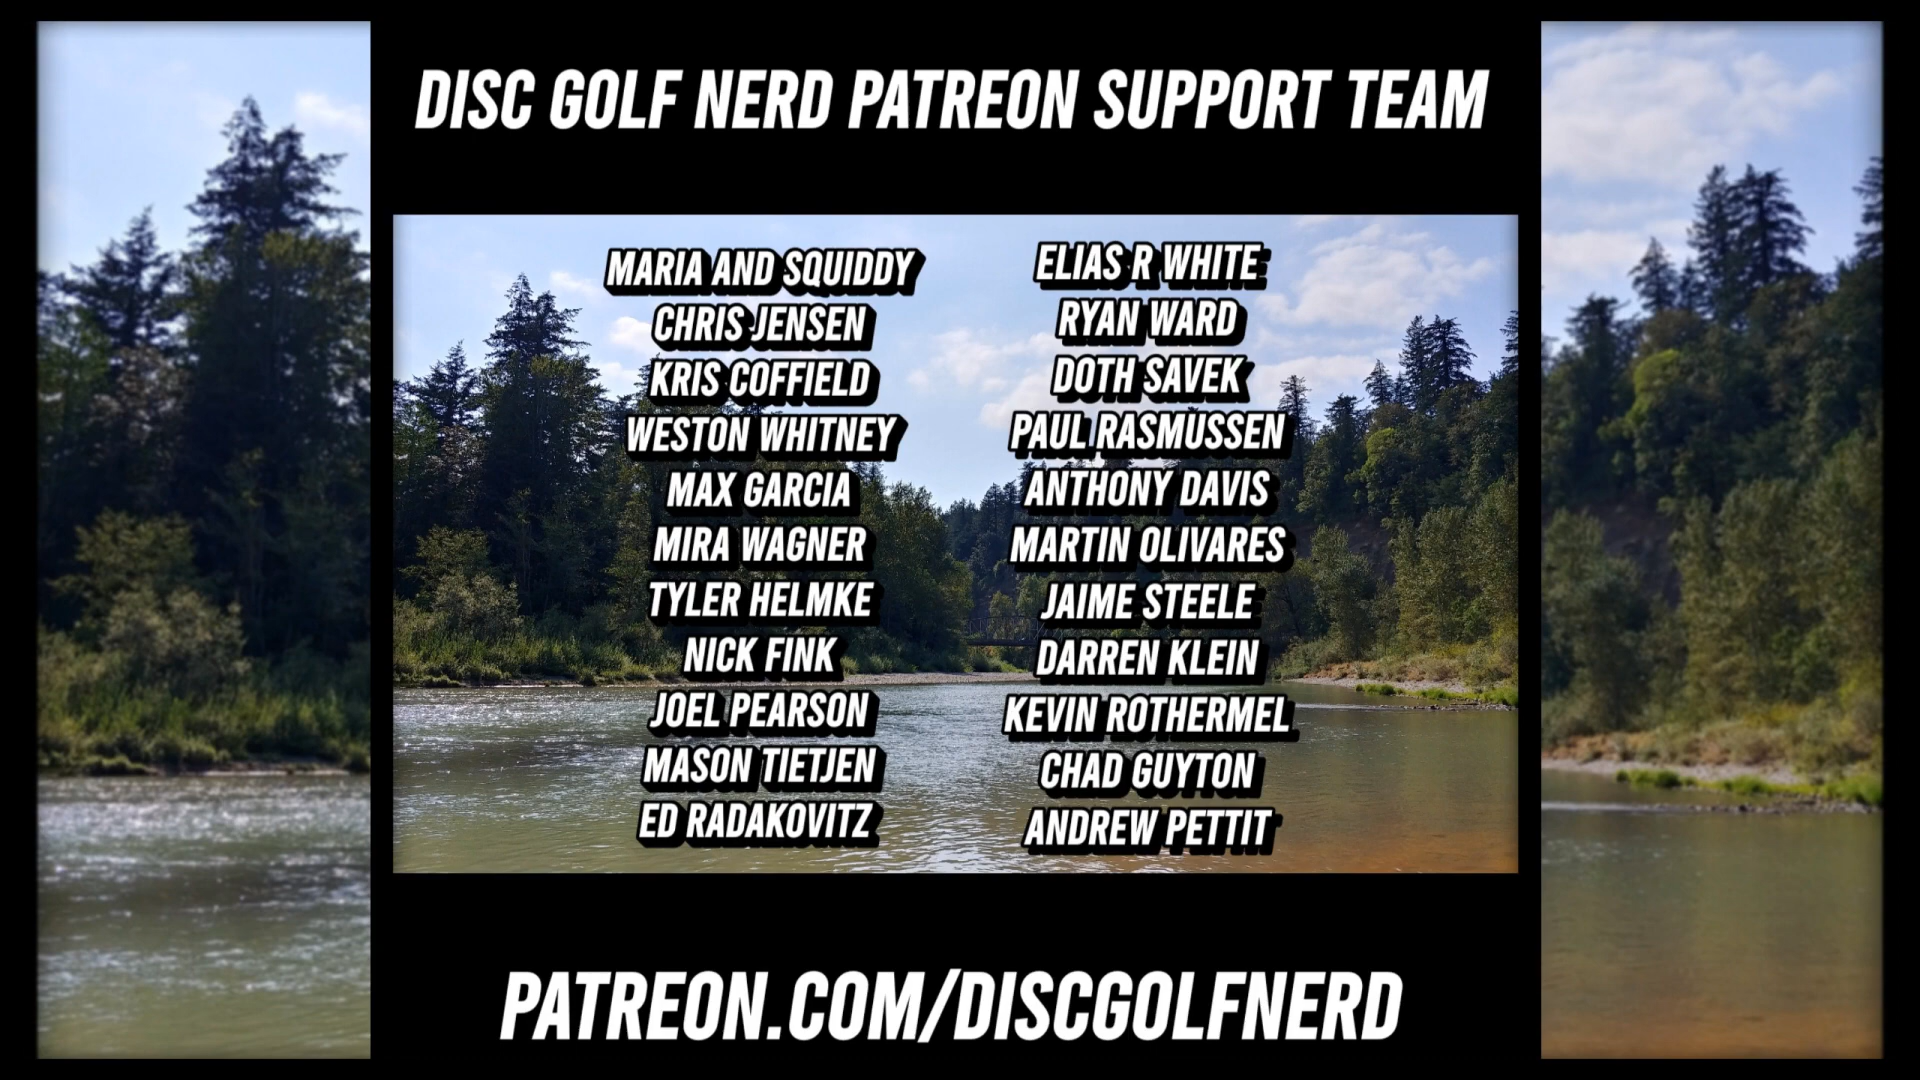 DISC GOLF NERD PATREON SUPPORT TEAM
MARIA AND SQUIDDY
CHRIS JENSEN
KRIS COFFIELD
WESTON WHITNEY
MAX GARCIA
MIRA WAGNER
TYLER HELMKE
NICK FINK
JOEL PEARSON
MASON TIETJEN
ED RADAKOVITZ
ELIAS R WHITE
RYAN WARD
DOTH SAVEK
PAUL RASMUSSEN
ANTHONY DAVIS
MARTIN OLIVARES
JAIME STEELE
DARREN KLEIN
KEVIN ROTHERMEL
CHAD GUYTON
ANDREW PETTIT
PATREON.COM/DISCGOLFNERD